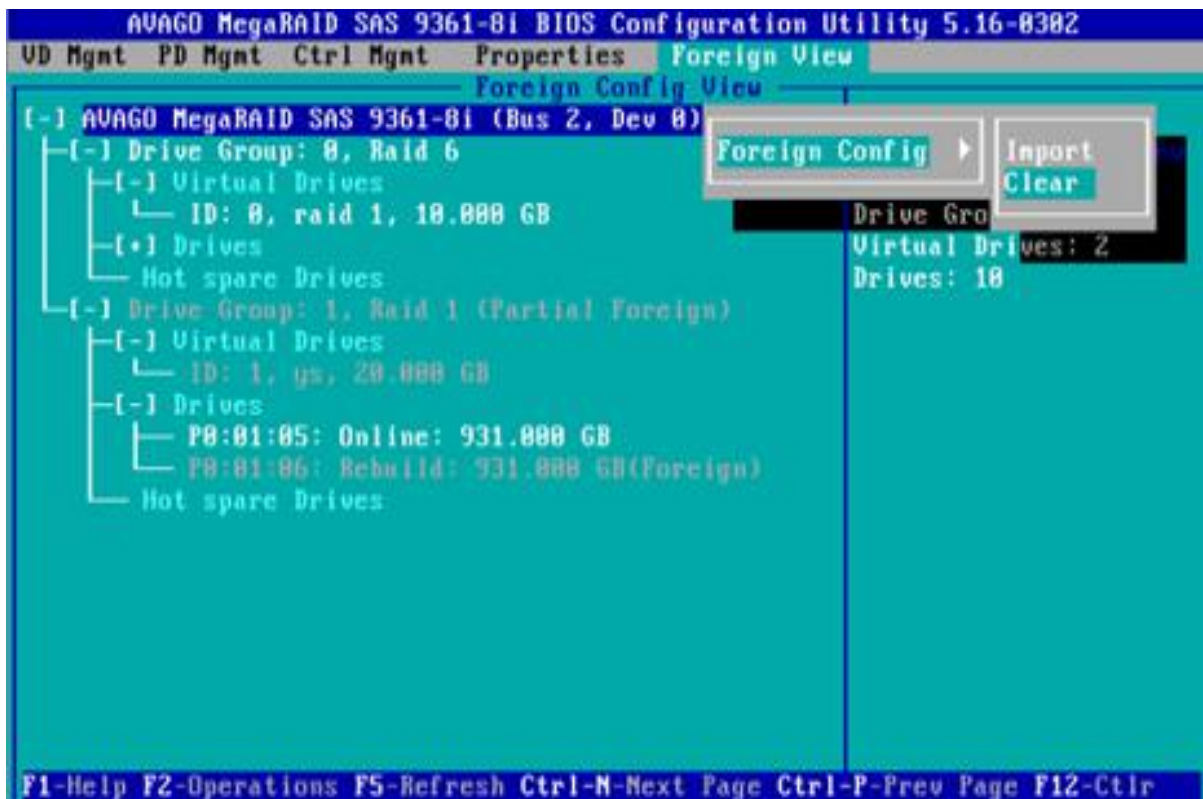 AVAGO MegaRAID SAS 9361-8i BIOS Configuration Utility 5.16-0302
VD Mgmt PD Mgmt Ctrl Mgmt Properties Foreign View
Foreign Config View
[-] AVAGO MegaRAID SAS 9361-8i (Bus 2, Dev 0)
Foreign Config
Import
Clear
[-] Drive Group: 0, Raid 6
[-] Virtual Drives
ID: 0, raid 1, 10.000 GB
Drive Gro
[+] Drives
Virtual Drives: 2
Hot spare Drives
Drives: 10
[-] Drive Group: 1, Raid 1 (Partial Foreign)
[-] Virtual Drives
ID: 1, ys, 20.000 GB
[-] Drives
P0:01:05: Online: 931.000 GB
P0:01:06: Rebuild: 931.000 GB(Foreign)
Hot spare Drives
F1-Help F2-Operations F5-Refresh Ctrl-N-Next Page Ctrl-P-Prev Page F12-Ctlr